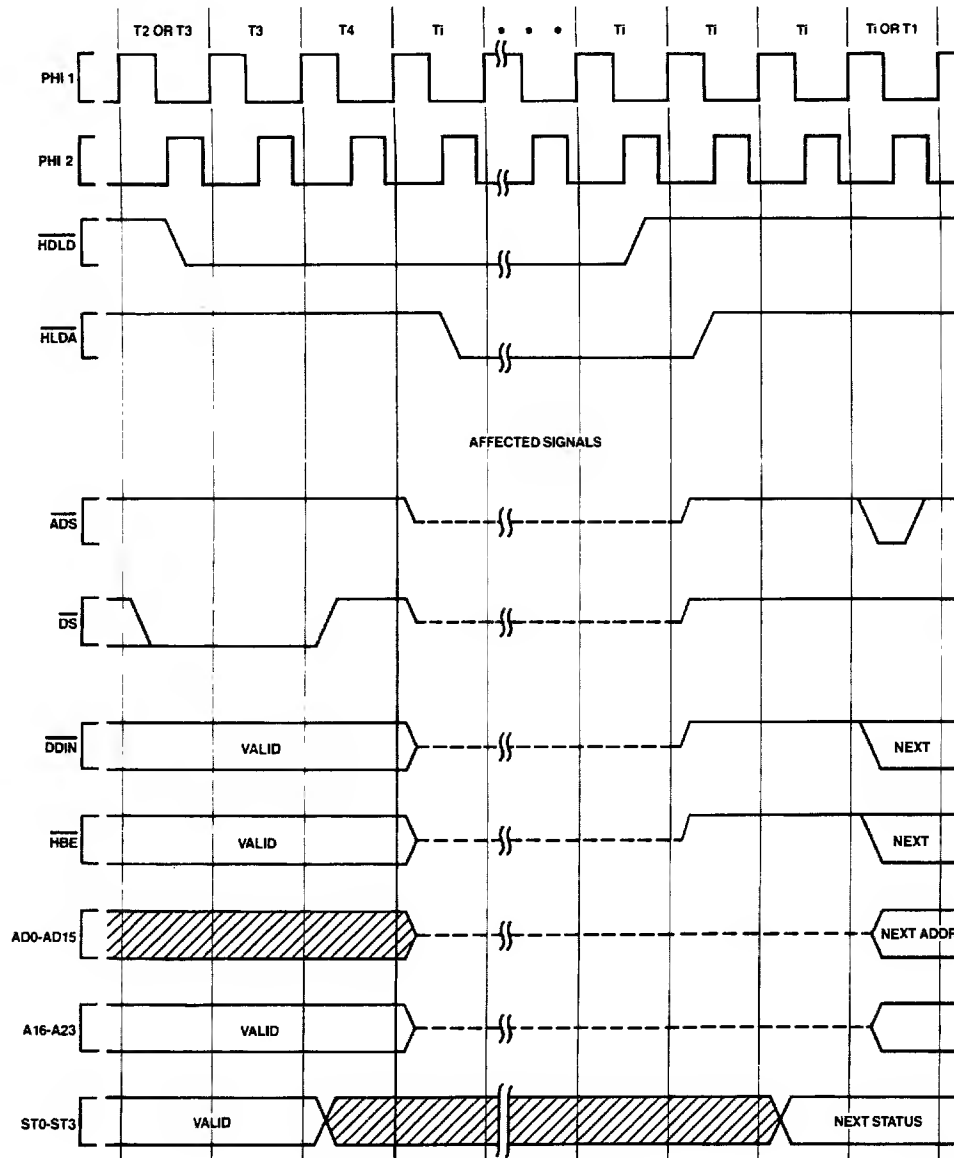 T2 OR T3 T3 T4 Ti • • • Ti Ti Ti Ti OR T1
PHI 1
PHI 2
HDLD
HLDA
AFFECTED SIGNALS
ADS
DS
DDIN VALID NEXT
HBE VALID NEXT
AD0-AD15 NEXT ADDR
A16-A23 VALID
ST0-ST3 VALID NEXT STATUS